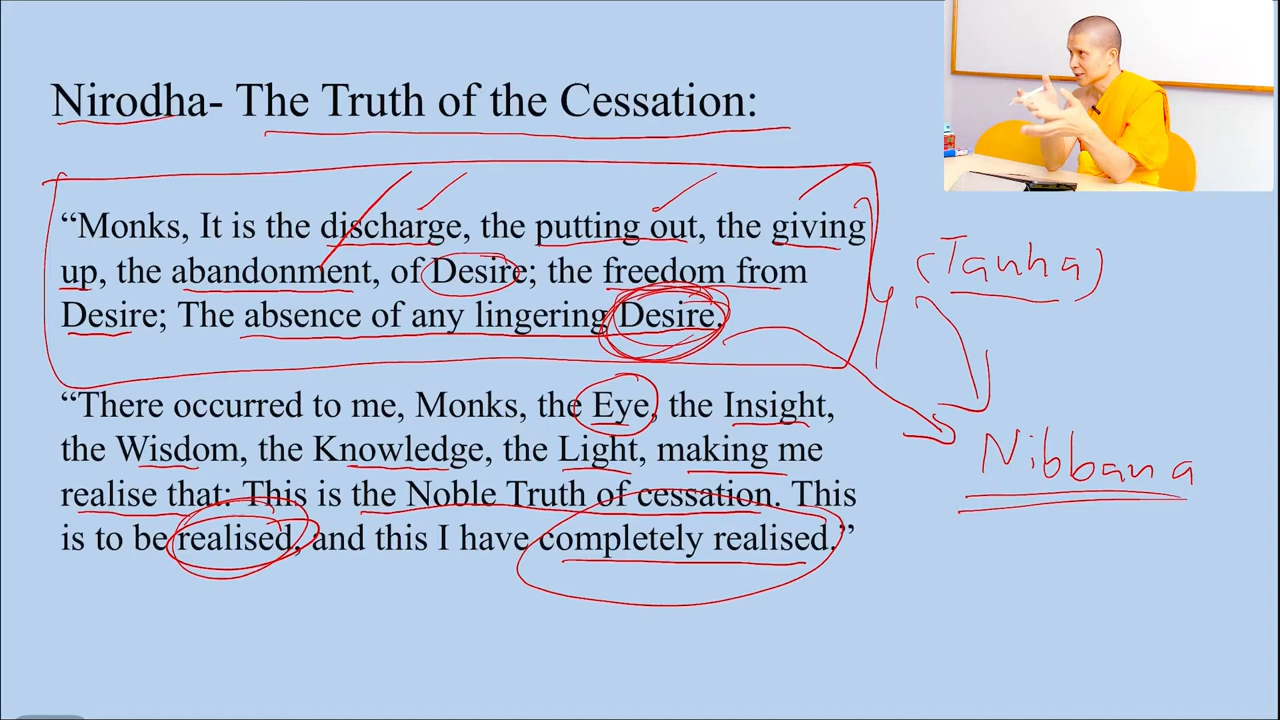 Nirodha- The Truth of the Cessation:
“Monks, It is the discharge, the putting out, the giving
up, the abandonment, of Desire; the freedom from
Desire; The absence of any lingering Desire.
(Tanha)
“There occurred to me, Monks, the Eye, the Insight,
the Wisdom, the Knowledge, the Light, making me
realise that: This is the Noble Truth of cessation. This
is to be realised, and this I have completely realised.”
Nibbana